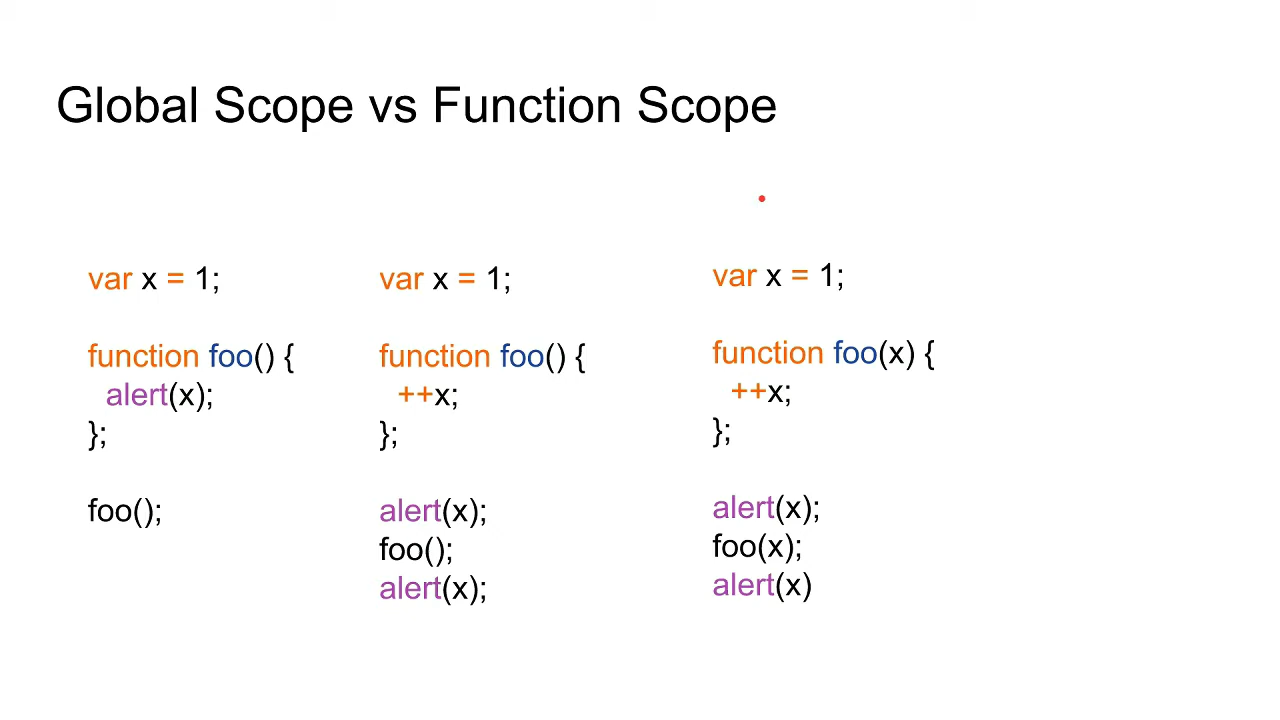 Global Scope vs Function Scope
var x = 1;
function foo() {
alert(x);
};
foo();
var x = 1;
function foo() {
++x;
};
alert(x);
foo();
alert(x);
var x = 1;
function foo(x) {
++x;
};
alert(x);
foo(x);
alert(x)